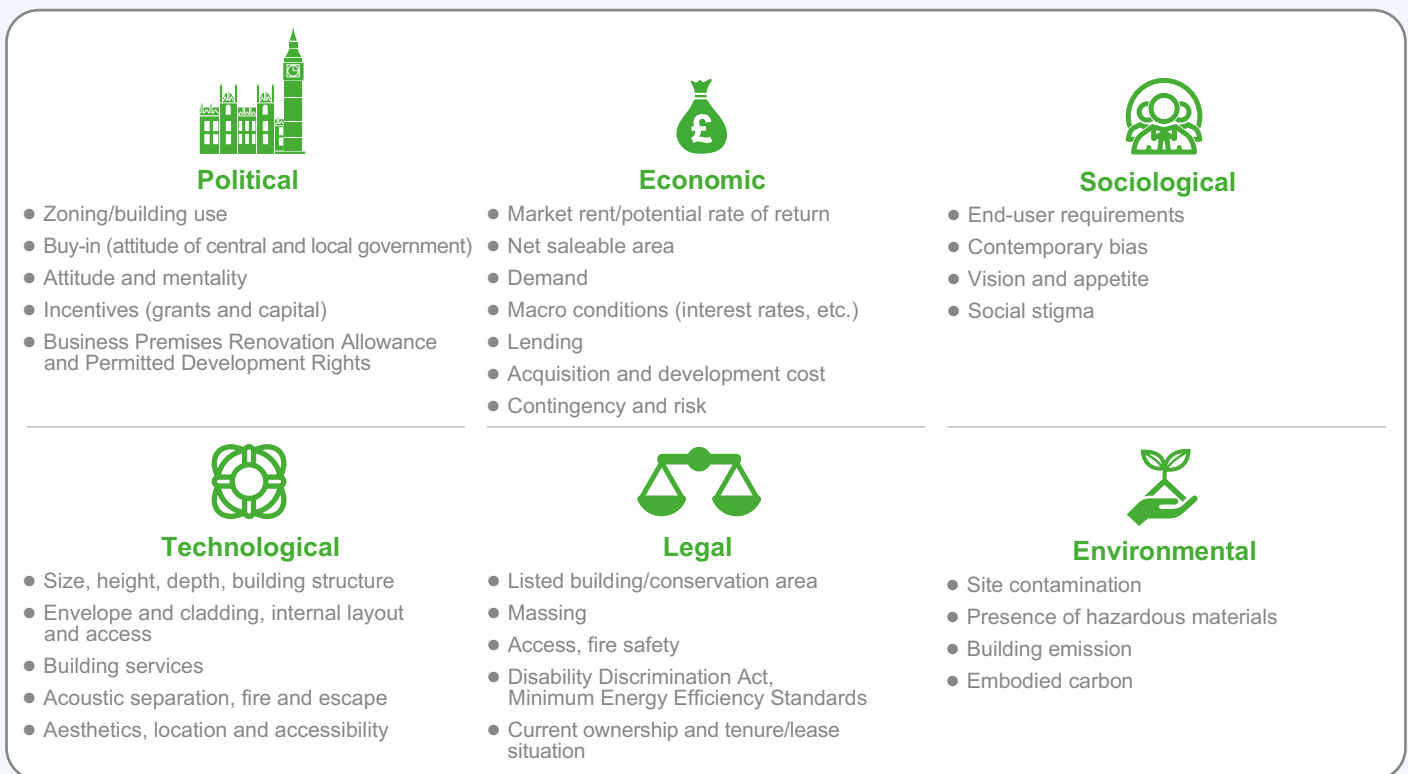 Political
● Zoning/building use
● Buy-in (attitude of central and local government)
● Attitude and mentality
● Incentives (grants and capital)
● Business Premises Renovation Allowance
and Permitted Development Rights
£
Economic
● Market rent/potential rate of return
● Net saleable area
● Demand
● Macro conditions (interest rates, etc.)
● Lending
● Acquisition and development cost
● Contingency and risk
Sociological
● End-user requirements
● Contemporary bias
● Vision and appetite
● Social stigma
Technological
● Size, height, depth, building structure
● Envelope and cladding, internal layout
and access
● Building services
● Acoustic separation, fire and escape
● Aesthetics, location and accessibility
Legal
● Listed building/conservation area
● Massing
● Access, fire safety
● Disability Discrimination Act,
Minimum Energy Efficiency Standards
● Current ownership and tenure/lease
situation
Environmental
● Site contamination
● Presence of hazardous materials
● Building emission
● Embodied carbon